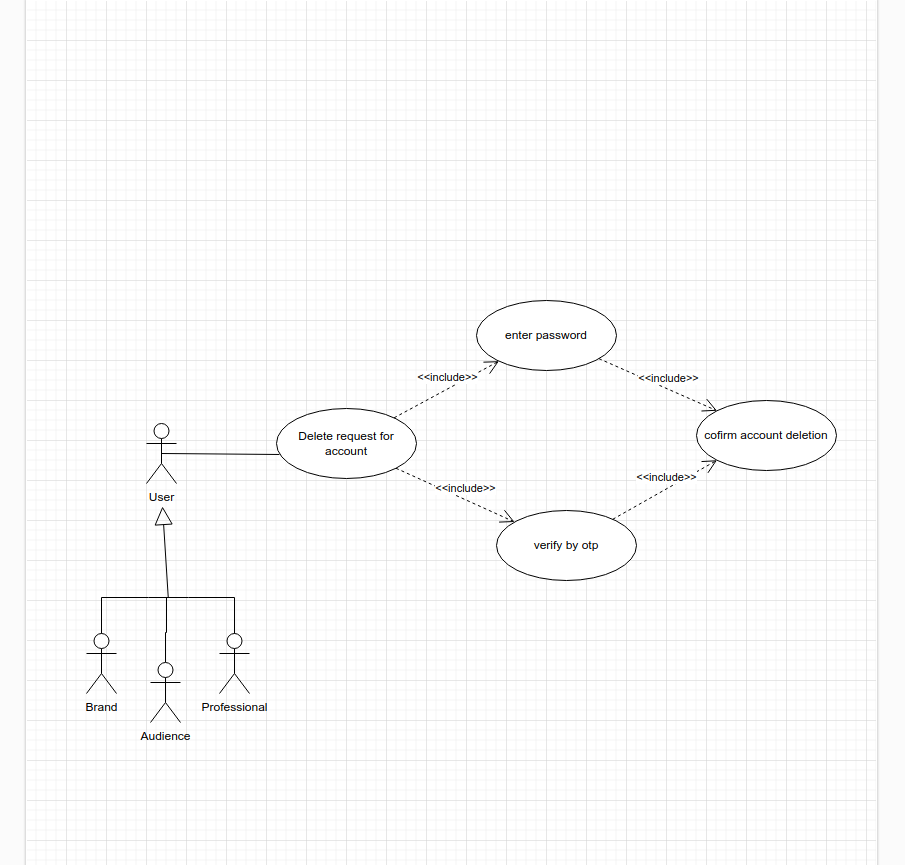 enter password
<<include>>
<<include>>
Delete request for
account
cofirm account deletion
<<include>>
<<include>>
User
verify by otp
Brand
Professional
Audience